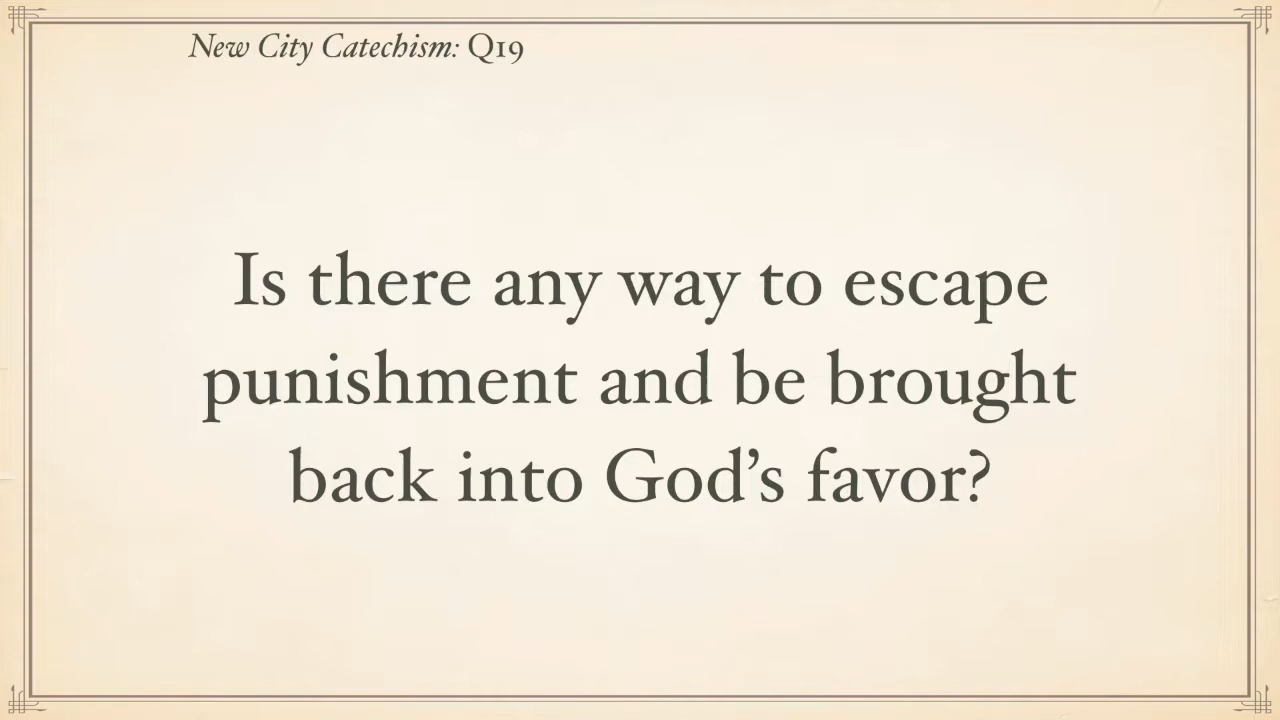 New City Catechism: Q19
Is there any way to escape
punishment and be brought
back into God’s favor?